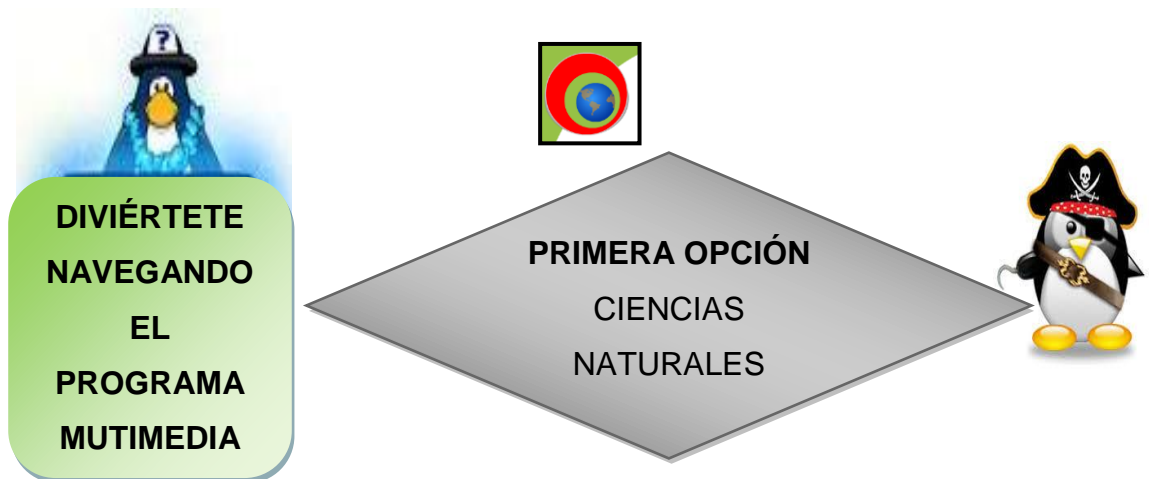 ?
DIVIÉRTETE
NAVEGANDO
EL
PROGRAMA
MUTIMEDIA
PRIMERA OPCIÓN
CIENCIAS
NATURALES